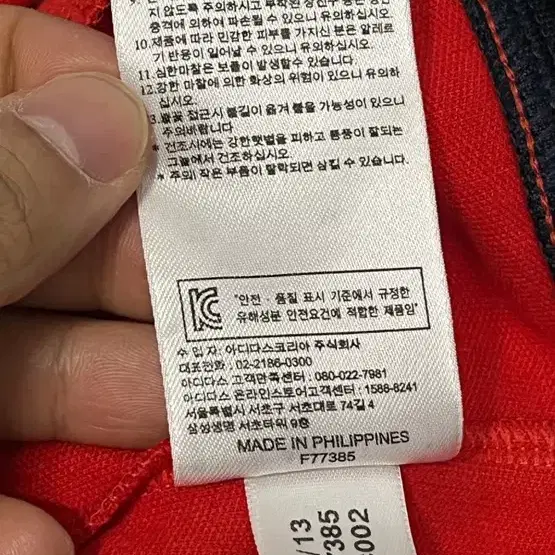 지 않도록 주의하시고 부착된 장신구 등은
충격에 의하여 파손될 수 있으니 유의하십시오.
10.제품에 따라 민감한 피부를 가지신 분은 알레르
기 반응이 일어날 수 있으니 유의하십시오.
11.심한마찰은 보풀이 발생할 수 있습니다.
12.강한 마찰에 의한 화상의 위험이 있으니 유의하
십시오.
3.불꽃 접근시 불길이 옮겨 붙을 가능성이 있으니
주의바랍니다
* 건조시에는 강한햇볕을 피하고 통풍이 잘되는
그늘에서 건조하십시오.
* 주의! 작은 부품이 탈락되면 삼킬 수 있습니다.
"안전 · 품질 표시 기준에서 규정한
유해성분 안전요건에 적합한 제품임"
수 입 자: 아디다스코리아 주식회사
대표전화 : 02-2186-0300
아디다스 고객만족센터 : 080-022-7981
아디다스 온라인스토어고객센터 : 1588-8241
서울특별시 서초구 서초대로 74길 4
삼성생명 서초타워 9층
MADE IN PHILIPPINES
F77385
/13
385
002